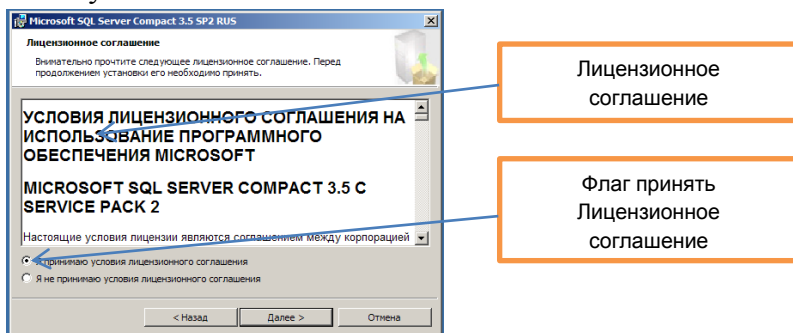 Microsoft SQL Server Compact 3.5 SP2 RUS
Лицензионное соглашение
Внимательно прочтите следующее лицензионное соглашение. Перед
продолжением установки его необходимо принять.
УСЛОВИЯ ЛИЦЕНЗИОННОГО СОГЛАШЕНИЯ НА
ИСПОЛЬЗОВАНИЕ ПРОГРАММНОГО
ОБЕСПЕЧЕНИЯ MICROSOFT
MICROSOFT SQL SERVER COMPACT 3.5 С
SERVICE PACK 2
Настоящие условия лицензии являются соглашением между корпорацией
Я принимаю условия лицензионного соглашения
Я не принимаю условия лицензионного соглашения
< Назад
Далее >
Отмена
Лицензионное
соглашение
Флаг принять
Лицензионное
соглашение